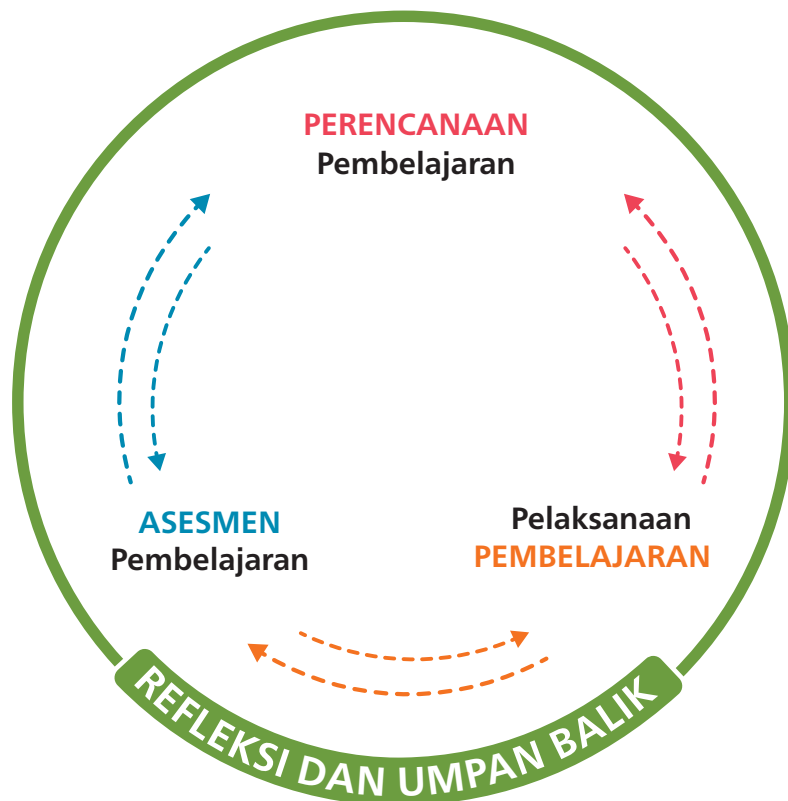 PERENCANAAN
Pembelajaran
ASESMEN
Pembelajaran
Pelaksanaan
PEMBELAJARAN
REFLEKSI DAN UMPAN BALIK